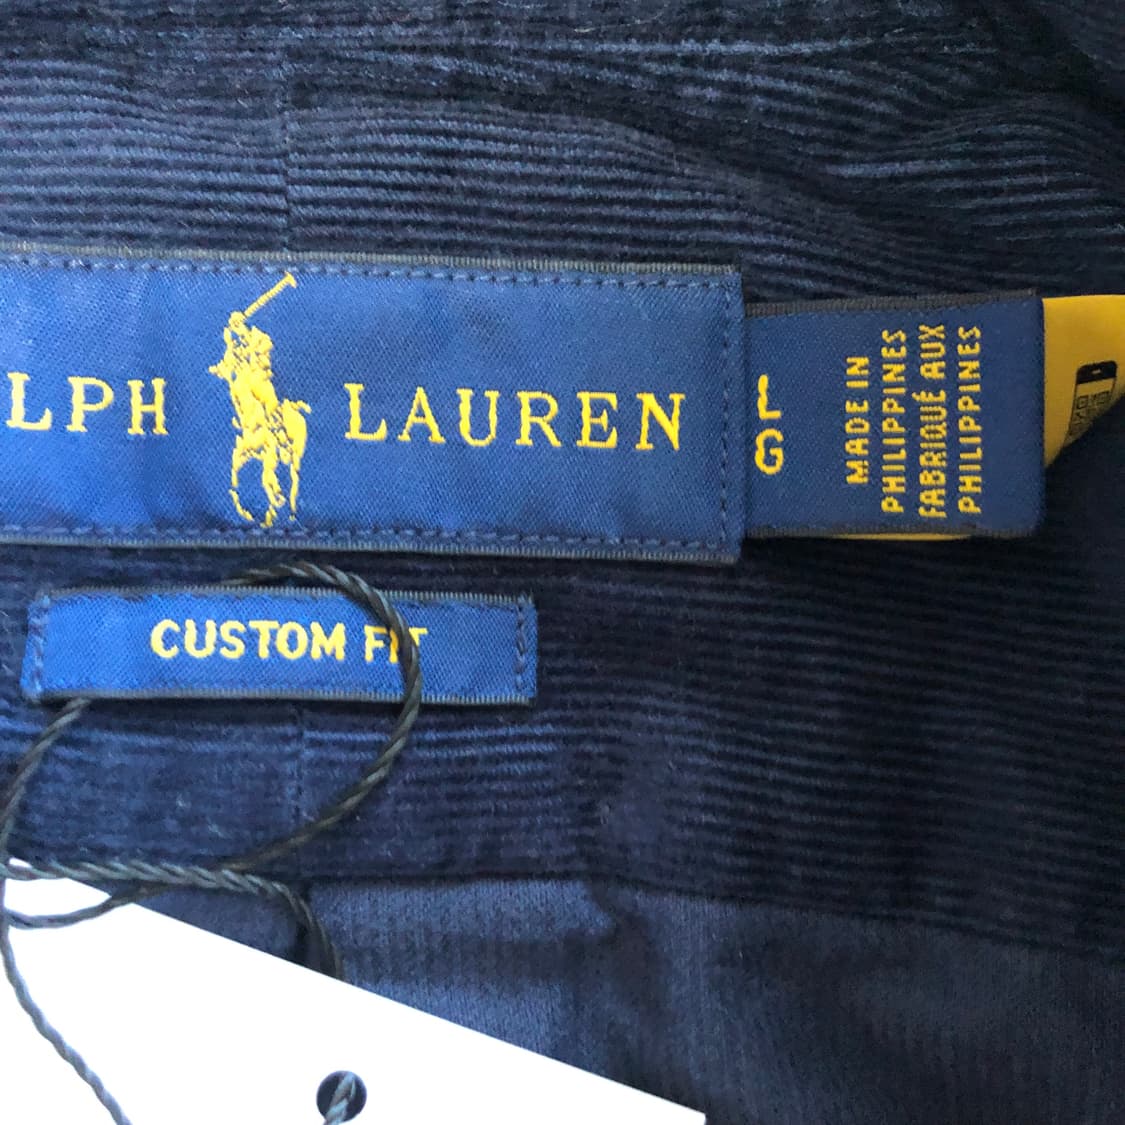 LPH LAUREN
L
G
MADE IN
PHILIPPINES
FABRIQUÉ AUX
PHILIPPINES
CUSTOM FIT